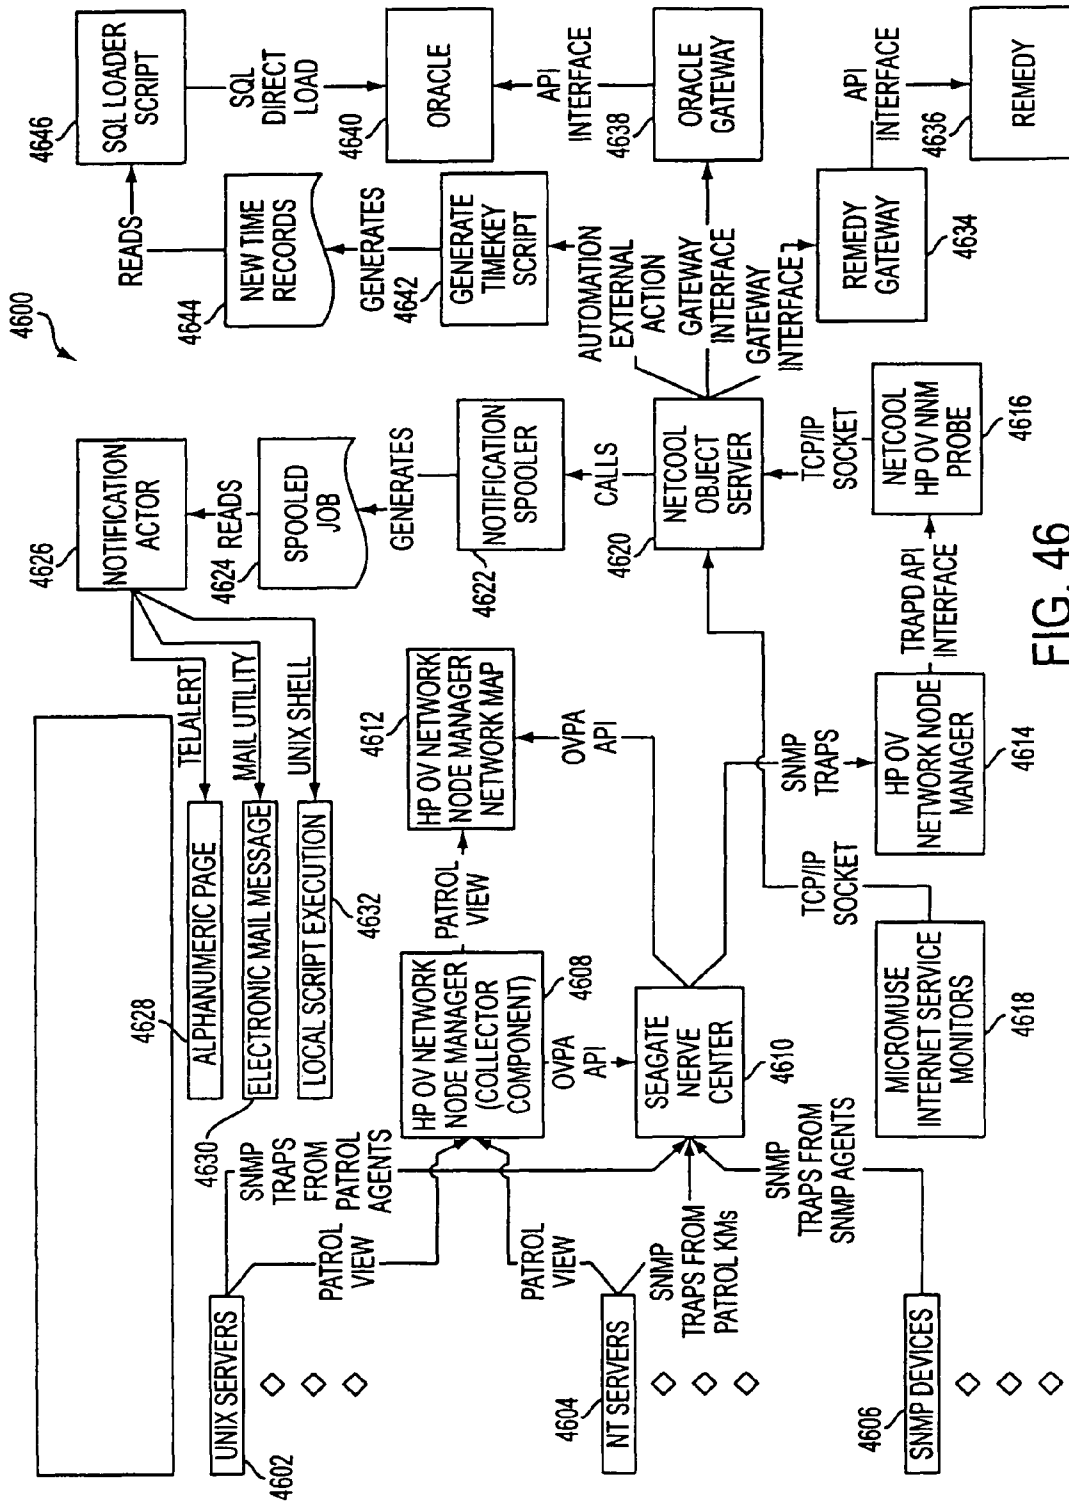 4600
UNIX SERVERS
4602
NT SERVERS
4604
SNMP DEVICES
4606
PATROL
VIEW
SNMP
TRAPS
FROM
PATROL
AGENTS
PATROL
VIEW
SNMP
TRAPS FROM
PATROL KMs
SNMP
TRAPS FROM
SNMP AGENTS
4628
ALPHANUMERIC PAGE
TELALERT
4630
ELECTRONIC MAIL MESSAGE
MAIL UTILITY
LOCAL SCRIPT EXECUTION
4632
UNIX SHELL
HP OV NETWORK
NODE MANAGER
(COLLECTOR
COMPONENT)
4608
PATROL
VIEW
OVPA
API
SEAGATE
NERVE
CENTER
4610
MICROMUSE
INTERNET SERVICE
MONITORS
4618
TCP/IP
SOCKET
4612
HP OV NETWORK
NODE MANAGER
NETWORK MAP
OVPA
API
SNMP
TRAPS
HP OV
NETWORK NODE
MANAGER
4614
TRAPD API
INTERFACE
4626
NOTIFICATION
ACTOR
READS
4624
SPOOLED
JOB
GENERATES
4622
NOTIFICATION
SPOOLER
CALLS
4620
NETCOOL
OBJECT
SERVER
TCP/IP
SOCKET
NETCOOL
HP OV NNM
PROBE
4616
AUTOMATION
EXTERNAL
ACTION
GATEWAY
INTERFACE
GATEWAY
INTERFACE
READS
4644
NEW TIME
RECORDS
GENERATES
4642
GENERATE
TIMEKEY
SCRIPT
REMEDY
GATEWAY
4634
4646
SQL LOADER
SCRIPT
SQL
DIRECT
LOAD
4640
ORACLE
API
INTERFACE
4638
ORACLE
GATEWAY
API
INTERFACE
4636
REMEDY
FIG. 46